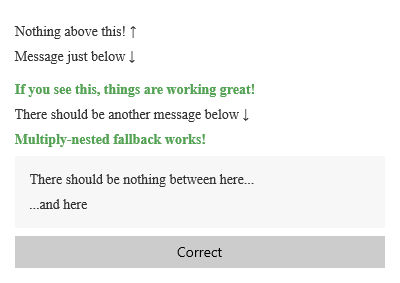 Nothing above this! ↑
Message just below ↓
If you see this, things are working great!
There should be another message below ↓
Multiply-nested fallback works!
There should be nothing between here...
...and here
Correct